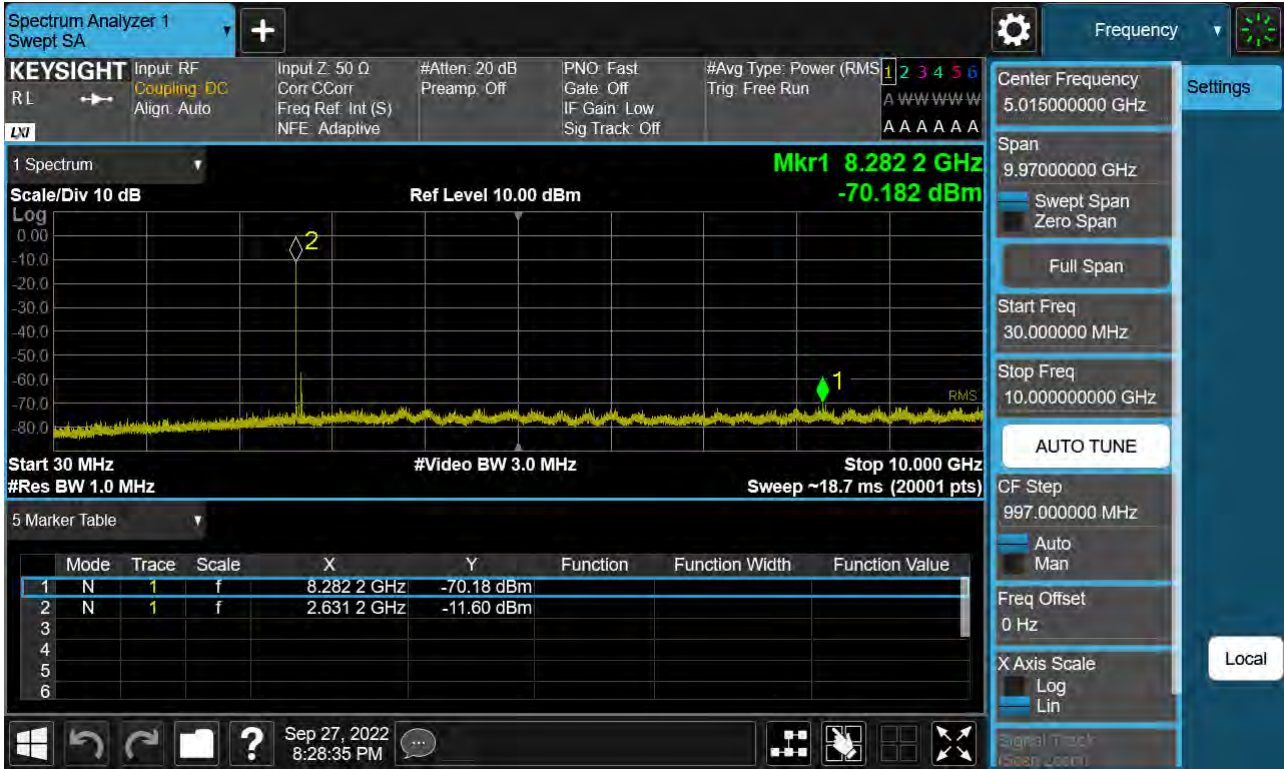 Spectrum Analyzer 1
Swept SA
+
Frequency
KEYSIGHT
RL
LXI
Input: RF
Coupling: DC
Align: Auto
Input Z: 50 Ω
Corr CCorr
Freq Ref: Int (S)
NFE: Adaptive
#Atten: 20 dB
Preamp: Off
PNO: Fast
Gate: Off
IF Gain: Low
Sig Track: Off
#Avg Type: Power (RMS
Trig: Free Run
1 2 3 4 5 6
A W W W W W
A A A A A A
1 Spectrum
Mkr1 8.282 2 GHz
Scale/Div 10 dB
Ref Level 10.00 dBm
-70.182 dBm
Log
0.00
-10.0
-20.0
-30.0
-40.0
-50.0
-60.0
-70.0
-80.0
2
1
RMS
Start 30 MHz
#Video BW 3.0 MHz
Stop 10.000 GHz
#Res BW 1.0 MHz
Sweep ~18.7 ms (20001 pts)
5 Marker Table
Mode Trace Scale X Y Function Function Width Function Value
1 N 1 f 8.282 2 GHz -70.18 dBm
2 N 1 f 2.631 2 GHz -11.60 dBm
3
4
5
6
Sep 27, 2022
8:28:35 PM
Center Frequency
5.015000000 GHz
Span
9.97000000 GHz
Swept Span
Zero Span
Full Span
Start Freq
30.000000 MHz
Stop Freq
10.000000000 GHz
AUTO TUNE
CF Step
997.000000 MHz
Auto
Man
Freq Offset
0 Hz
X Axis Scale
Log
Lin
Signal Track
(Span Zoom)
Settings
Local